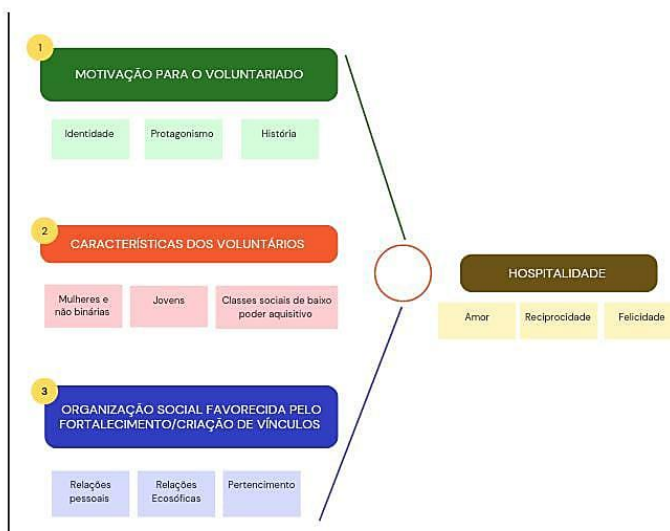 1
MOTIVAÇÃO PARA O VOLUNTARIADO
Identidade
Protagonismo
História
2
CARACTERÍSTICAS DOS VOLUNTÁRIOS
Mulheres e
não binárias
Jovens
Classes sociais de baixo
poder aquisitivo
3
ORGANIZAÇÃO SOCIAL FAVORECIDA PELO
FORTALECIMENTO/CRIAÇÃO DE VÍNCULOS
Relações
pessoais
Relações
Ecosóficas
Pertencimento
HOSPITALIDADE
Amor
Reciprocidade
Felicidade